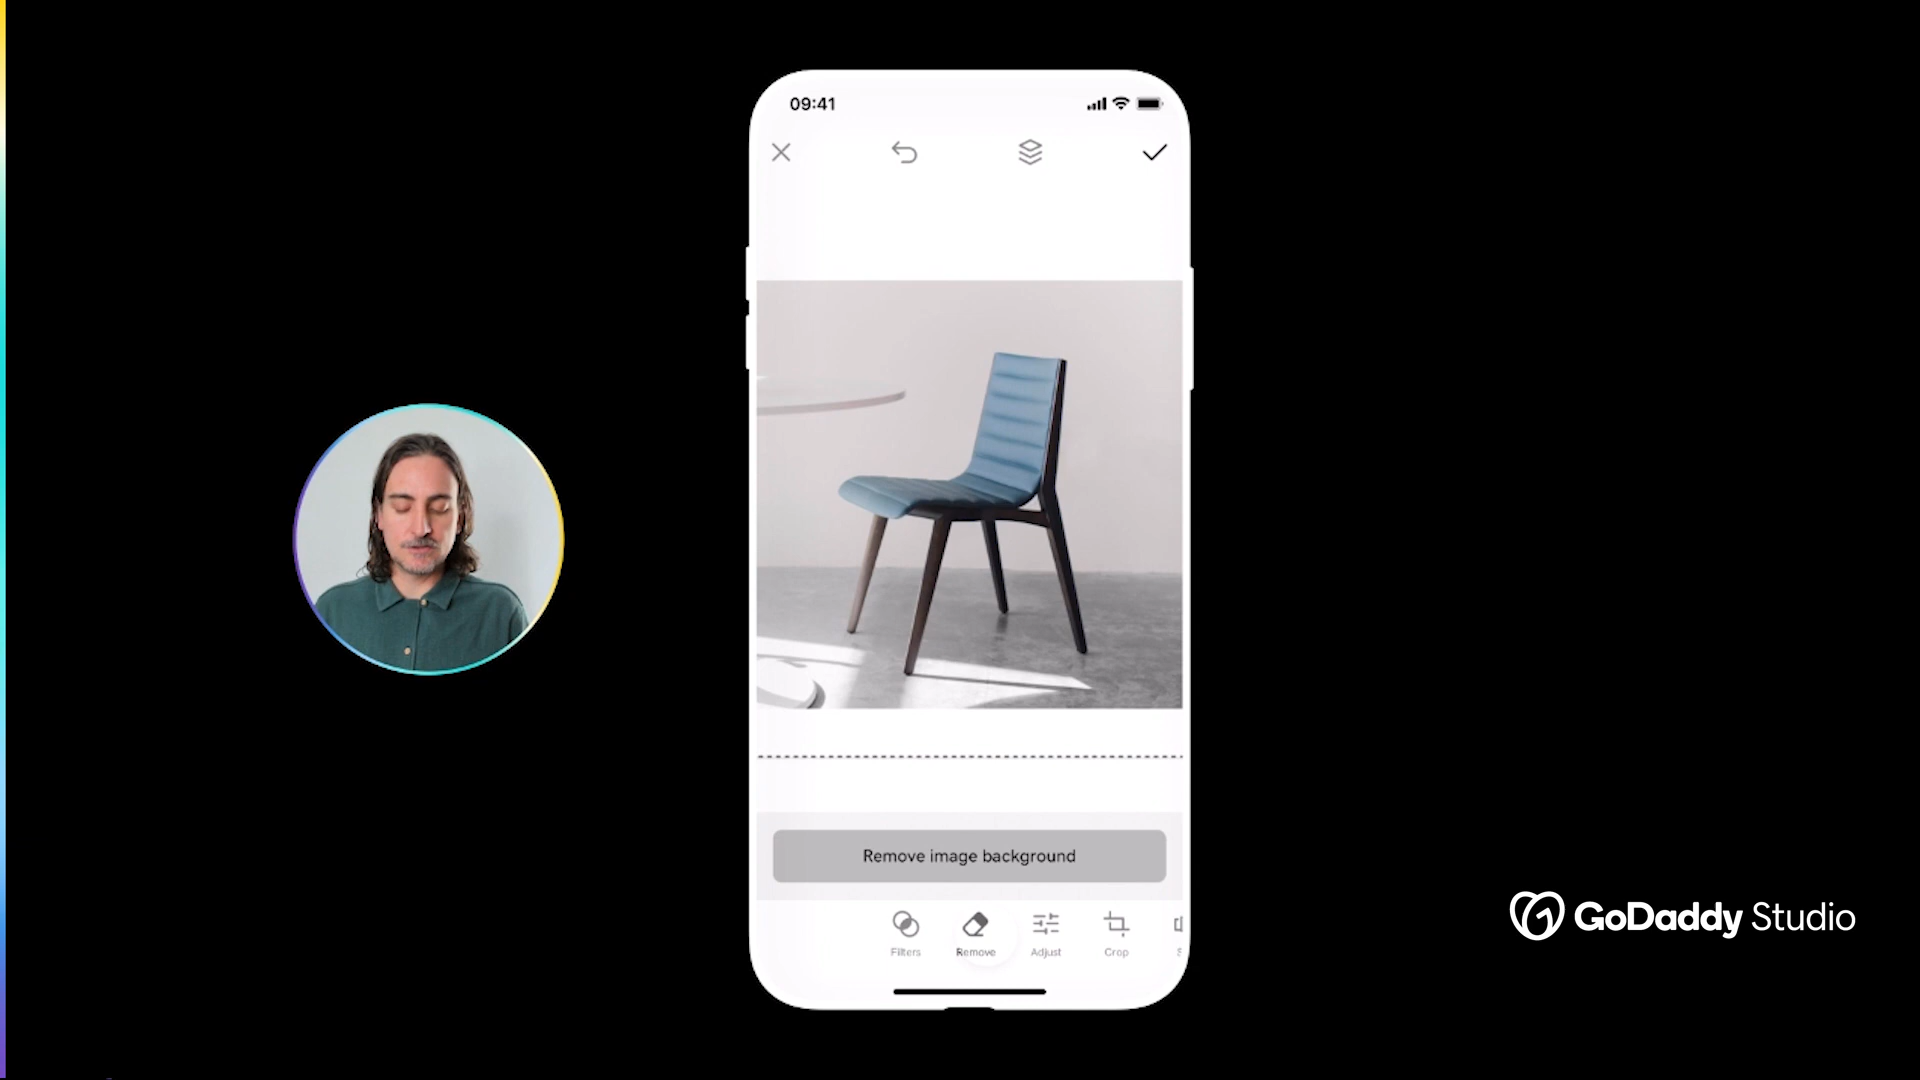 09:41
Remove image background
Filters
Remove
Adjust
Crop
GoDaddy Studio